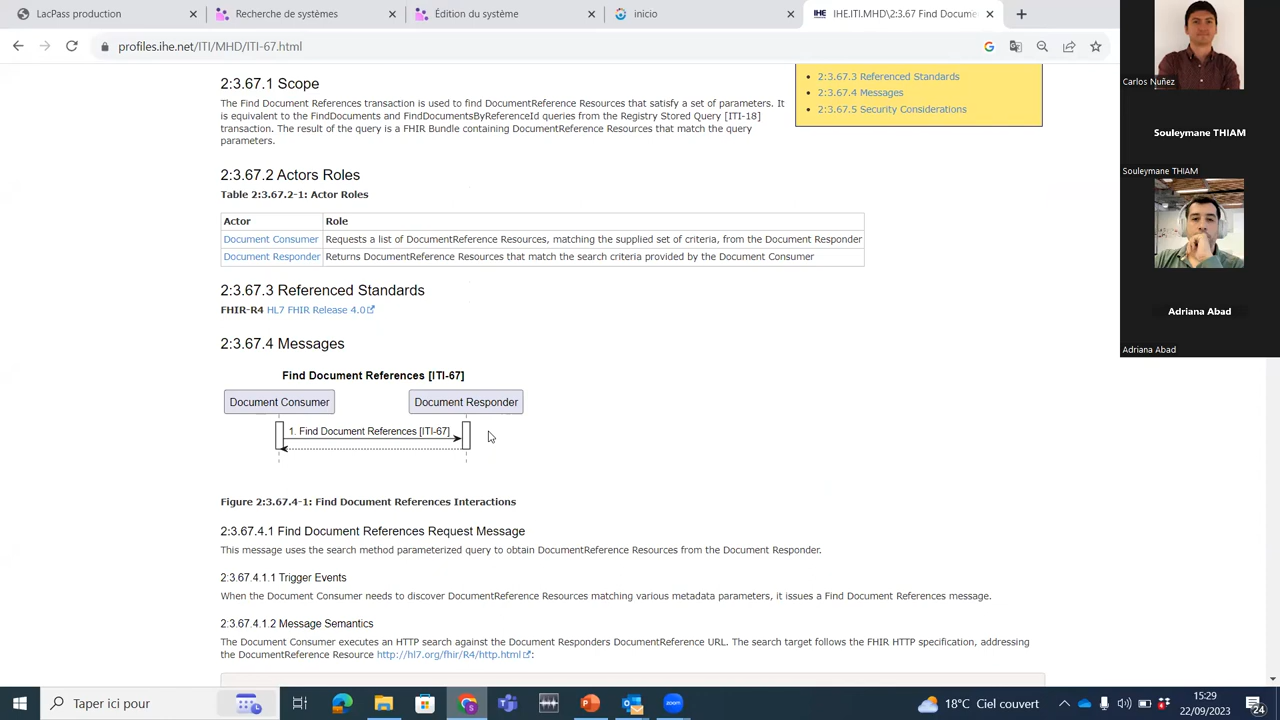 LacPass production
Recherche de systèmes
Édition du système
inicio
IHE.ITI.MHD\2:3.67 Find Docume
profiles.ihe.net/ITI/MHD/ITI-67.html
2:3.67.1 Scope
The Find Document References transaction is used to find DocumentReference Resources that satisfy a set of parameters. It
is equivalent to the FindDocuments and FindDocumentsByReferenceId queries from the Registry Stored Query [ITI-18]
transaction. The result of the query is a FHIR Bundle containing DocumentReference Resources that match the query
parameters.
2:3.67.3 Referenced Standards
2:3.67.4 Messages
2:3.67.5 Security Considerations
2:3.67.2 Actors Roles
Table 2:3.67.2-1: Actor Roles
Actor Role
Document Consumer Requests a list of DocumentReference Resources, matching the supplied set of criteria, from the Document Responder
Document Responder Returns DocumentReference Resources that match the search criteria provided by the Document Consumer
2:3.67.3 Referenced Standards
FHIR-R4 HL7 FHIR Release 4.0
2:3.67.4 Messages
Find Document References [ITI-67]
Document Consumer Document Responder
1. Find Document References [ITI-67]
Figure 2:3.67.4-1: Find Document References Interactions
2:3.67.4.1 Find Document References Request Message
This message uses the search method parameterized query to obtain DocumentReference Resources from the Document Responder.
2:3.67.4.1.1 Trigger Events
When the Document Consumer needs to discover DocumentReference Resources matching various metadata parameters, it issues a Find Document References message.
2:3.67.4.1.2 Message Semantics
The Document Consumer executes an HTTP search against the Document Responders DocumentReference URL. The search target follows the FHIR HTTP specification, addressing
the DocumentReference Resource http://hl7.org/fhir/R4/http.html:
Carlos Nuñez
Souleymane THIAM
Souleymane THIAM
Adriana Abad
Adriana Abad
Taper ici pour
18°C Ciel couvert
15:29
22/09/2023
24